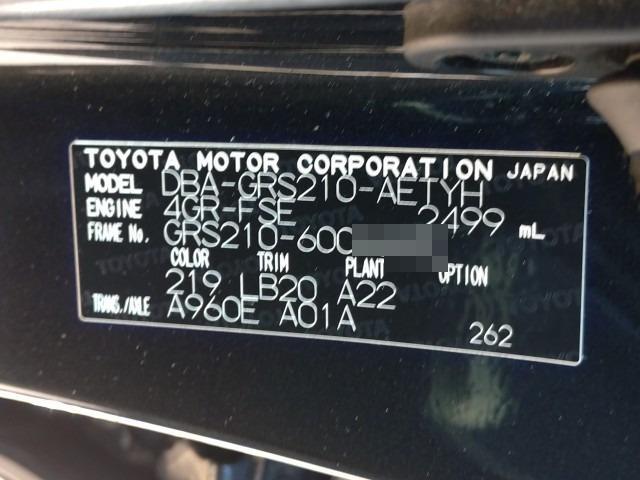 TOYOTA MOTOR CORPORATION JAPAN
MODEL DBA-GRS210-AETYH
ENGINE 4GR-FSE 2499 mL
FRAME No. GRS210-600
COLOR TRIM PLANT OPTION
219 LB20 A22
TRANS./AXLE A960E A01A
262